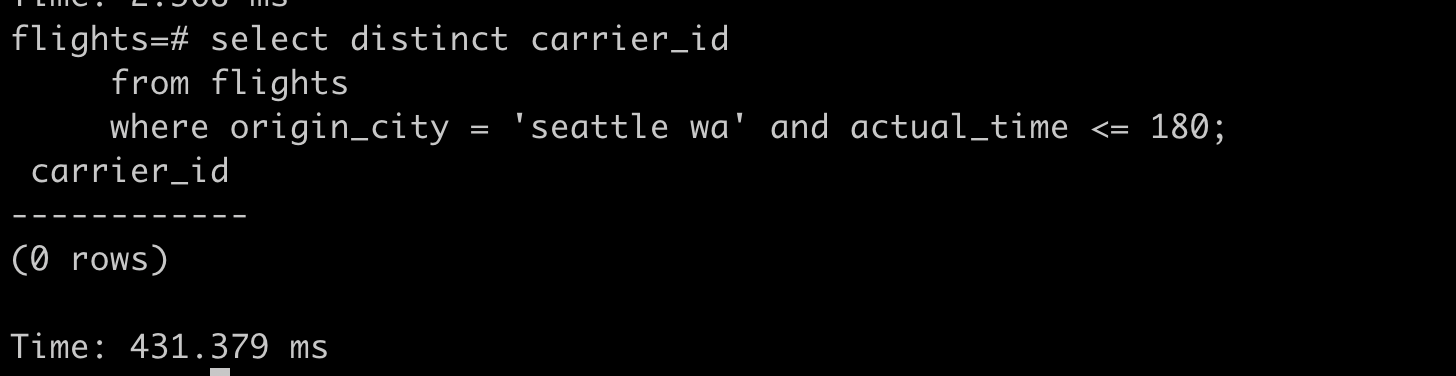 Time: 2.508 ms
flights=# select distinct carrier_id
from flights
where origin_city = 'seattle wa' and actual_time <= 180;
carrier_id
------------
(0 rows)
Time: 431.379 ms